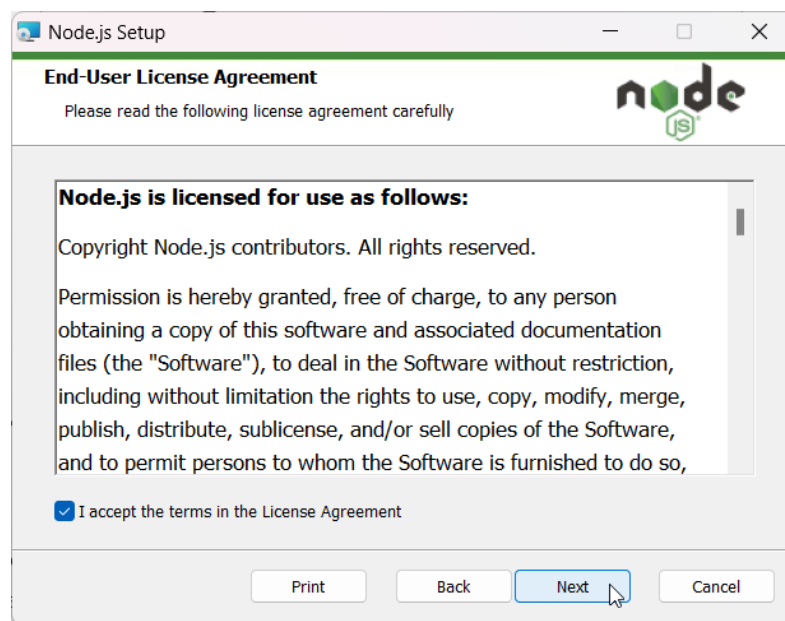 Node.js Setup
End-User License Agreement
Please read the following license agreement carefully
node
JS
Node.js is licensed for use as follows:
Copyright Node.js contributors. All rights reserved.
Permission is hereby granted, free of charge, to any person
obtaining a copy of this software and associated documentation
files (the "Software"), to deal in the Software without restriction,
including without limitation the rights to use, copy, modify, merge,
publish, distribute, sublicense, and/or sell copies of the Software,
and to permit persons to whom the Software is furnished to do so,
I accept the terms in the License Agreement
Print Back Next Cancel